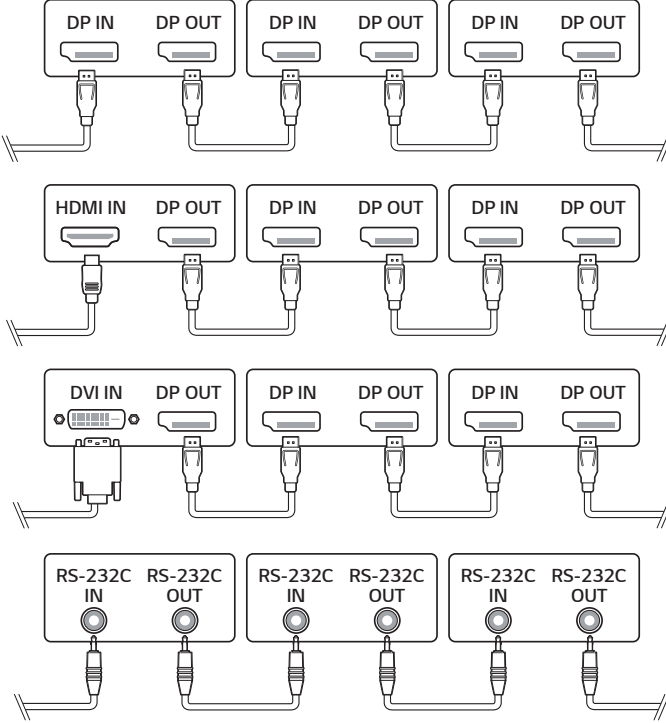 DP IN DP OUT DP IN DP OUT DP IN DP OUT
HDMI IN DP OUT DP IN DP OUT DP IN DP OUT
DVI IN DP OUT DP IN DP OUT DP IN DP OUT
RS-232C RS-232C RS-232C RS-232C RS-232C RS-232C
IN OUT IN OUT IN OUT